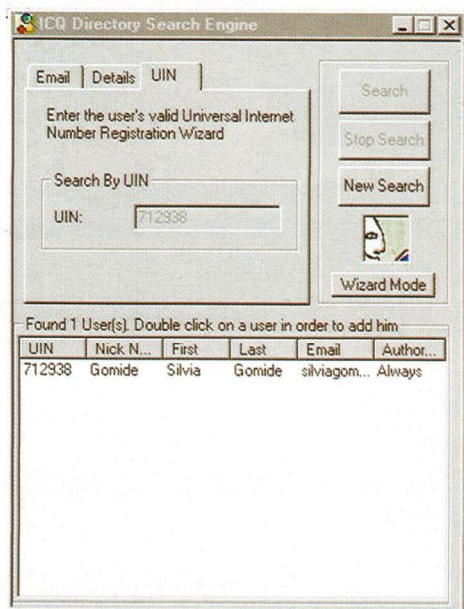 ICQ Directory Search Engine
Email Details UIN
Enter the user's valid Universal Internet
Number Registration Wizard
Search By UIN
UIN: 712938
Search
Stop Search
New Search
Wizard Mode
Found 1 User(s). Double click on a user in order to add him
UIN Nick N... First Last Email Author...
712938 Gomide Silvia Gomide silviagom... Always